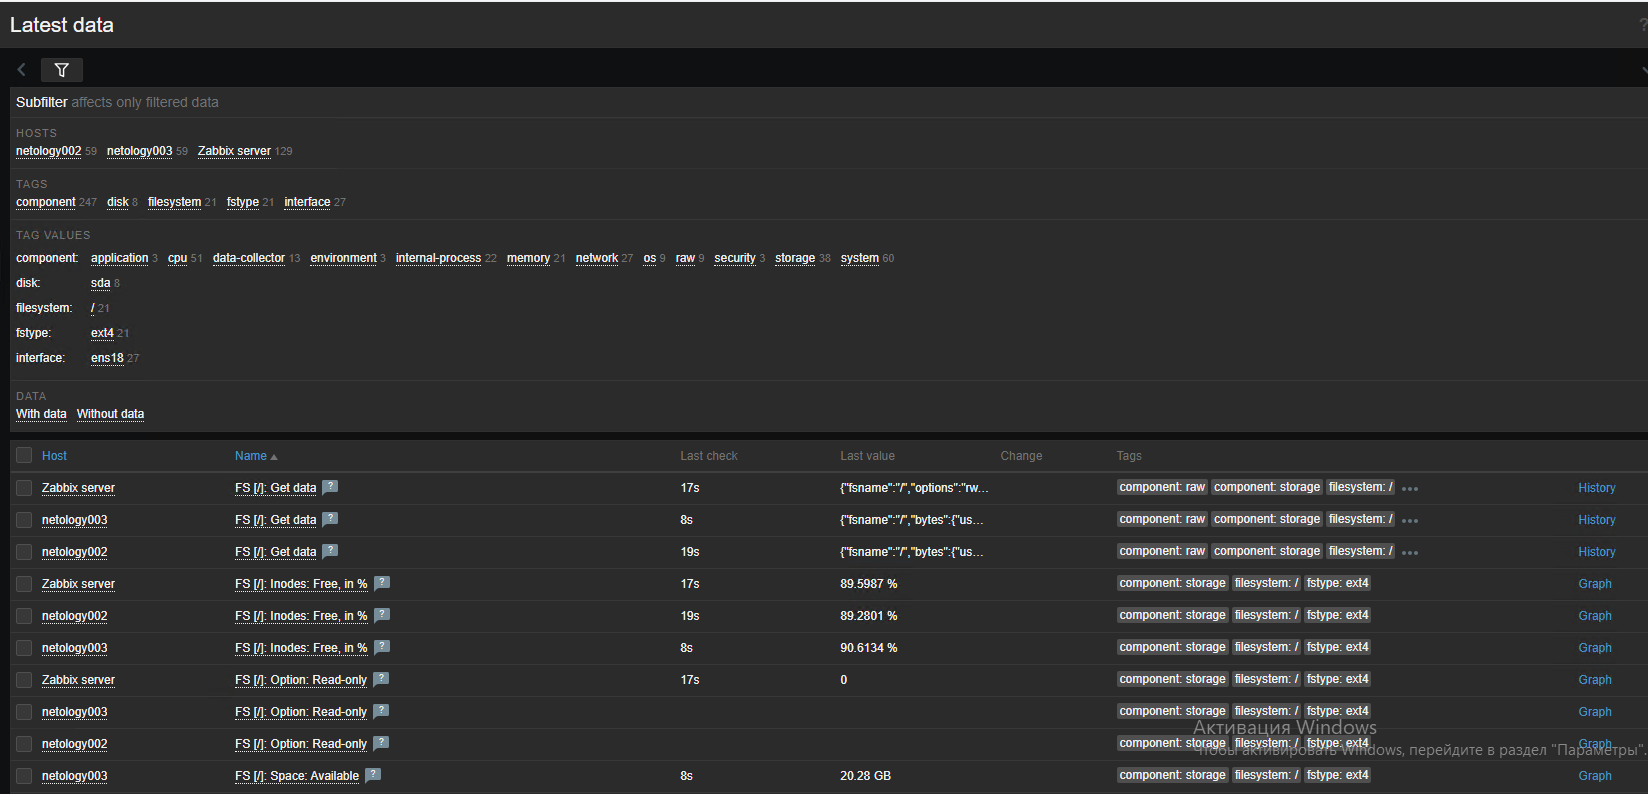 Latest data
?
Subfilter affects only filtered data
HOSTS
netology002 59 netology003 59 Zabbix server 129
TAGS
component 247 disk 8 filesystem 21 fstype 21 interface 27
TAG VALUES
component: application 3 cpu 51 data-collector 13 environment 3 internal-process 22 memory 21 network 27 os 9 raw 9 security 3 storage 38 system 60
disk: sda 8
filesystem: / 21
fstype: ext4 21
interface: ens18 27
DATA
With data Without data
Host Name Last check Last value Change Tags
Zabbix server FS [/]: Get data ? 17s {"fsname":"/","options":"rw... component: raw component: storage filesystem: / ... History
netology003 FS [/]: Get data ? 8s {"fsname":"/","bytes":{"us... component: raw component: storage filesystem: / ... History
netology002 FS [/]: Get data ? 19s {"fsname":"/","bytes":{"us... component: raw component: storage filesystem: / ... History
Zabbix server FS [/]: Inodes: Free, in % ? 17s 89.5987 % component: storage filesystem: / fstype: ext4 Graph
netology002 FS [/]: Inodes: Free, in % ? 19s 89.2801 % component: storage filesystem: / fstype: ext4 Graph
netology003 FS [/]: Inodes: Free, in % ? 8s 90.6134 % component: storage filesystem: / fstype: ext4 Graph
Zabbix server FS [/]: Option: Read-only ? 17s 0 component: storage filesystem: / fstype: ext4 Graph
netology003 FS [/]: Option: Read-only ? component: storage filesystem: / fstype: ext4 Graph
Активация Windows
netology002 FS [/]: Option: Read-only ? component: storage filesystem: / fstype: ext4 Graph
Чтобы активировать Windows, перейдите в раздел "Параметры".
netology003 FS [/]: Space: Available ? 8s 20.28 GB component: storage filesystem: / fstype: ext4 Graph